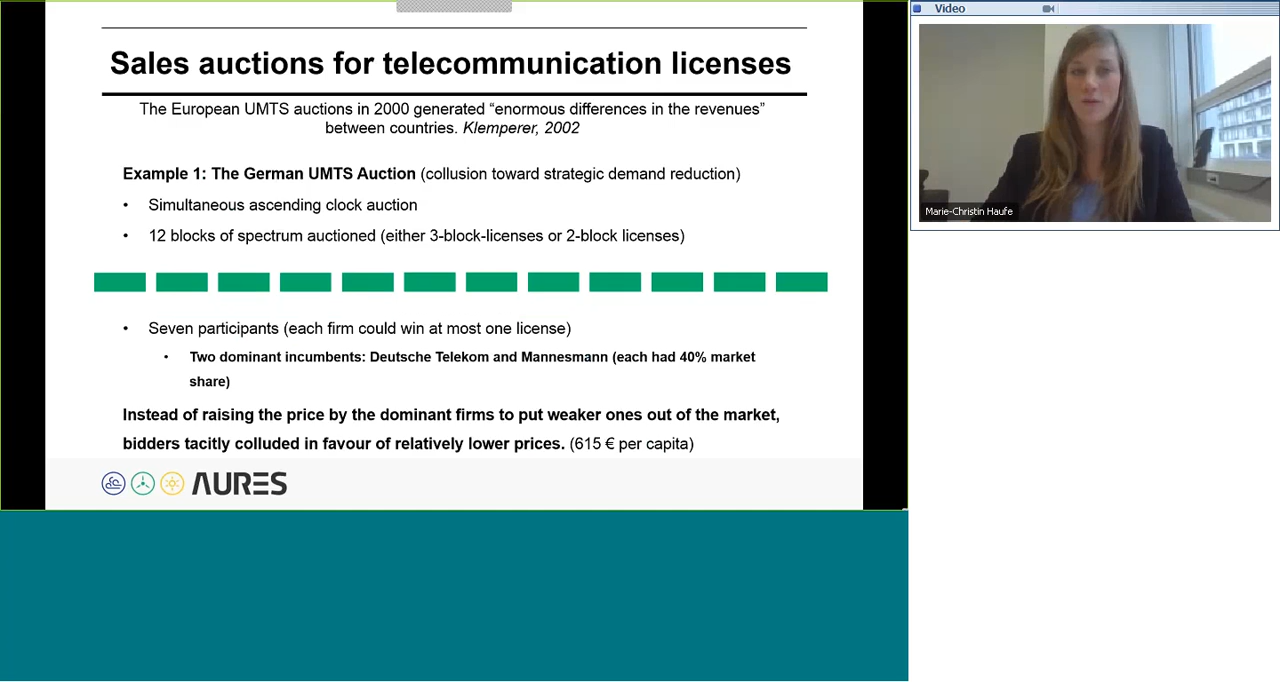 Sales auctions for telecommunication licenses
The European UMTS auctions in 2000 generated “enormous differences in the revenues”
between countries. Klemperer, 2002
Example 1: The German UMTS Auction (collusion toward strategic demand reduction)
• Simultaneous ascending clock auction
• 12 blocks of spectrum auctioned (either 3-block-licenses or 2-block licenses)
• Seven participants (each firm could win at most one license)
• Two dominant incumbents: Deutsche Telekom and Mannesmann (each had 40% market
share)
Instead of raising the price by the dominant firms to put weaker ones out of the market,
bidders tacitly colluded in favour of relatively lower prices. (615 € per capita)
AURES
Video
Marie-Christin Haufe